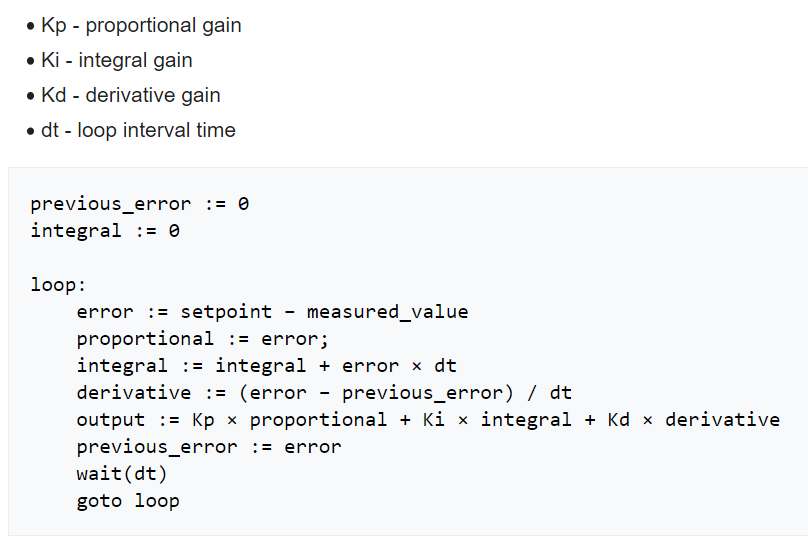 • Kp - proportional gain
• Ki - integral gain
• Kd - derivative gain
• dt - loop interval time
previous_error := 0
integral := 0
loop:
    error := setpoint − measured_value
    proportional := error;
    integral := integral + error × dt
    derivative := (error − previous_error) / dt
    output := Kp × proportional + Ki × integral + Kd × derivative
    previous_error := error
    wait(dt)
    goto loop